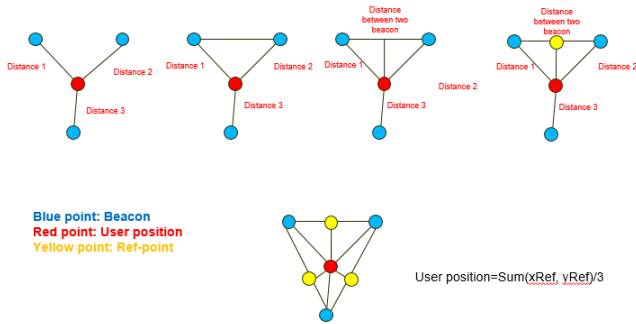 Distance
between two
beacon
Distance
between two
beacon
Distance 1
Distance 2
Distance 3
Distance 1
Distance 2
Distance 3
Distance 1
Distance 2
Distance 3
Distance 1
Distance 2
Distance 3
Blue point: Beacon
Red point: User position
Yellow point: Ref-point
User position=Sum(xRef, yRef)/3